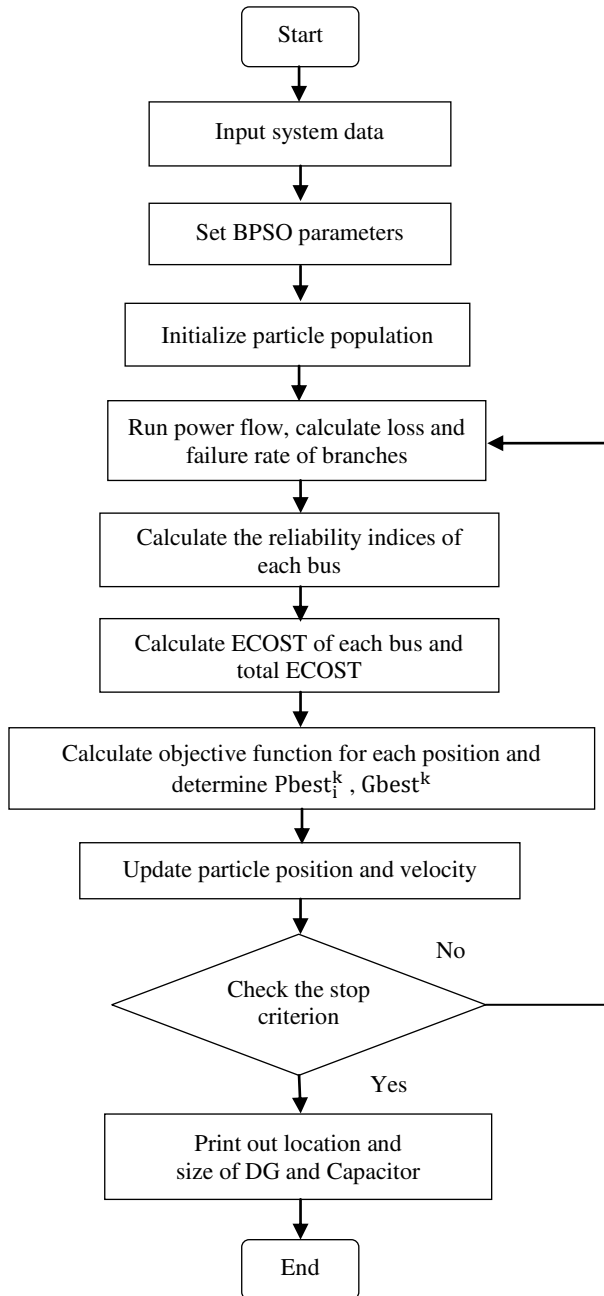 Start
Input system data
Set BPSO parameters
Initialize particle population
Run power flow, calculate loss and
failure rate of branches
Calculate the reliability indices of
each bus
Calculate ECOST of each bus and
total ECOST
Calculate objective function for each position and
determine Pbest_i^k , Gbest^k
Update particle position and velocity
No
Check the stop
criterion
Yes
Print out location and
size of DG and Capacitor
End